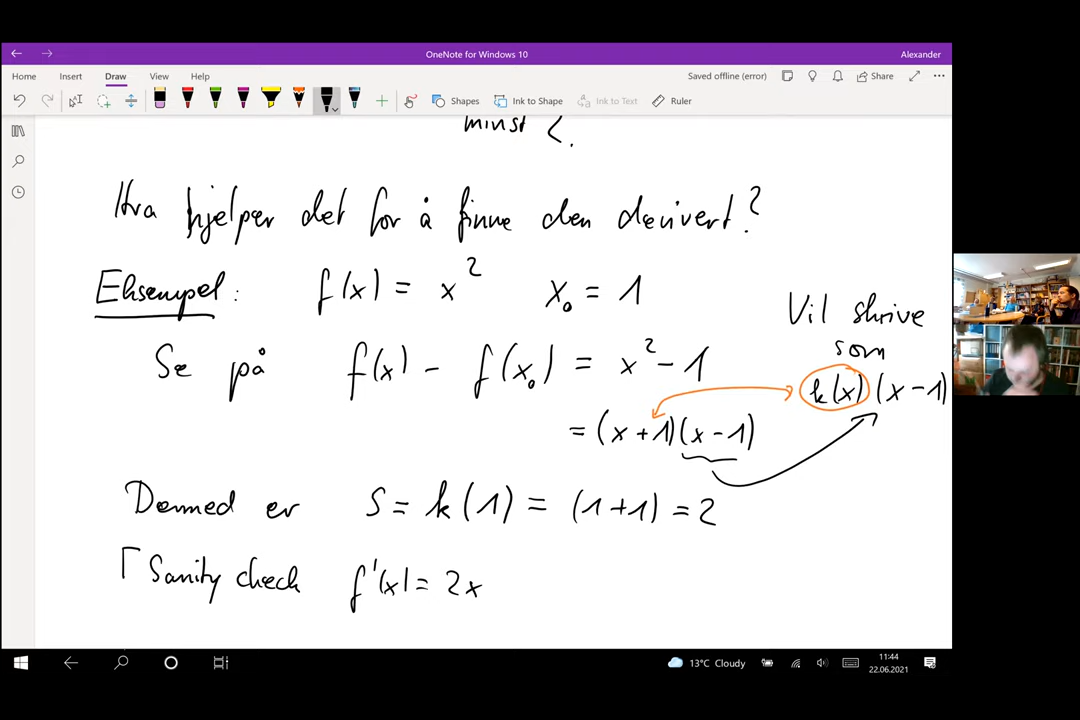 OneNote for Windows 10
Alexander
Home Insert Draw View Help
Saved offline (error)
Share
Shapes
Ink to Shape
Ink to Text
Ruler
minst 2.
Hva hjelper det for å finne den derivert?
Eksempel: f(x) = x² x₀ = 1
Se på f(x) - f(x₀) = x² - 1
= (x+1)(x-1)
Vil shrive
som
k(x)(x-1)
Dermed er S = k(1) = (1+1) = 2
Sanity check f'(x) = 2x
13°C Cloudy
11:44
22.06.2021